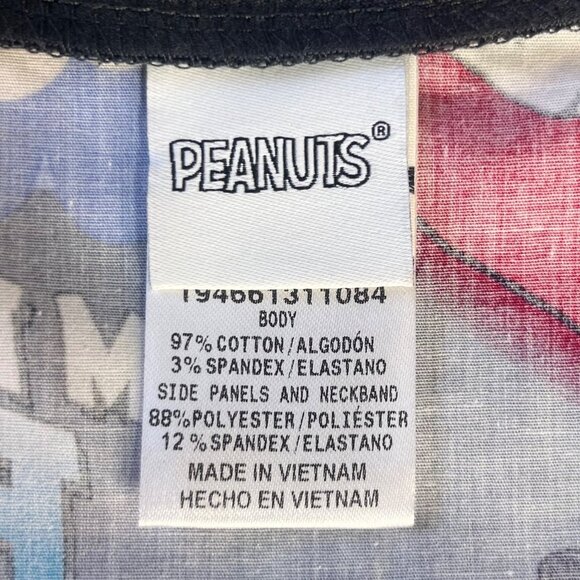 PEANUTS®
194661311084
BODY
97% COTTON/ALGODÓN
3% SPANDEX/ELASTANO
SIDE PANELS AND NECKBAND
88%POLYESTER/POLIÉSTER
12%SPANDEX/ELASTANO
MADE IN VIETNAM
HECHO EN VIETNAM